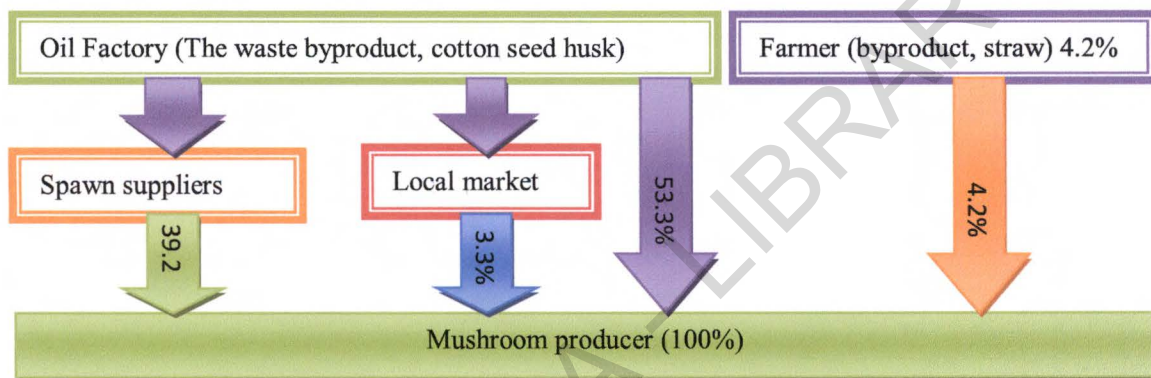 Oil Factory (The waste byproduct, cotton seed husk)
Farmer (byproduct, straw) 4.2%
Spawn suppliers
Local market
39.2
3.3%
53.3%
4.2%
Mushroom producer (100%)